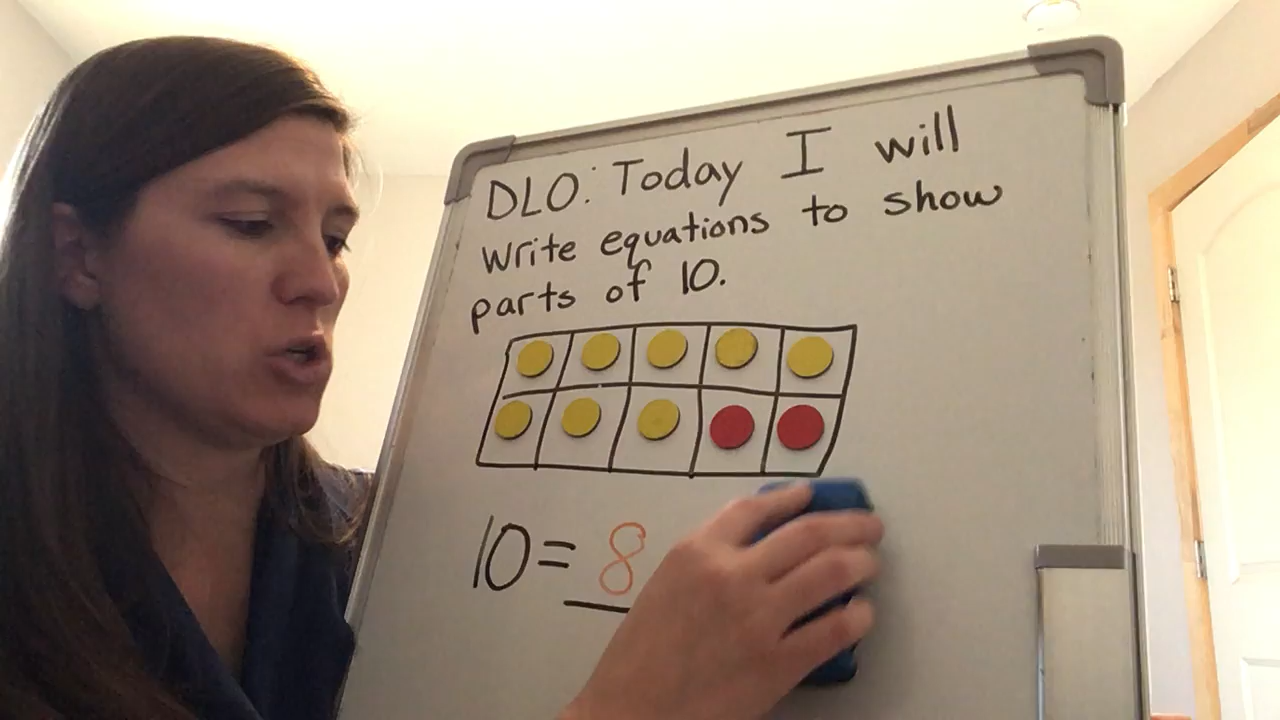 DLO: Today I will
write equations to show
parts of 10.
10 = 8